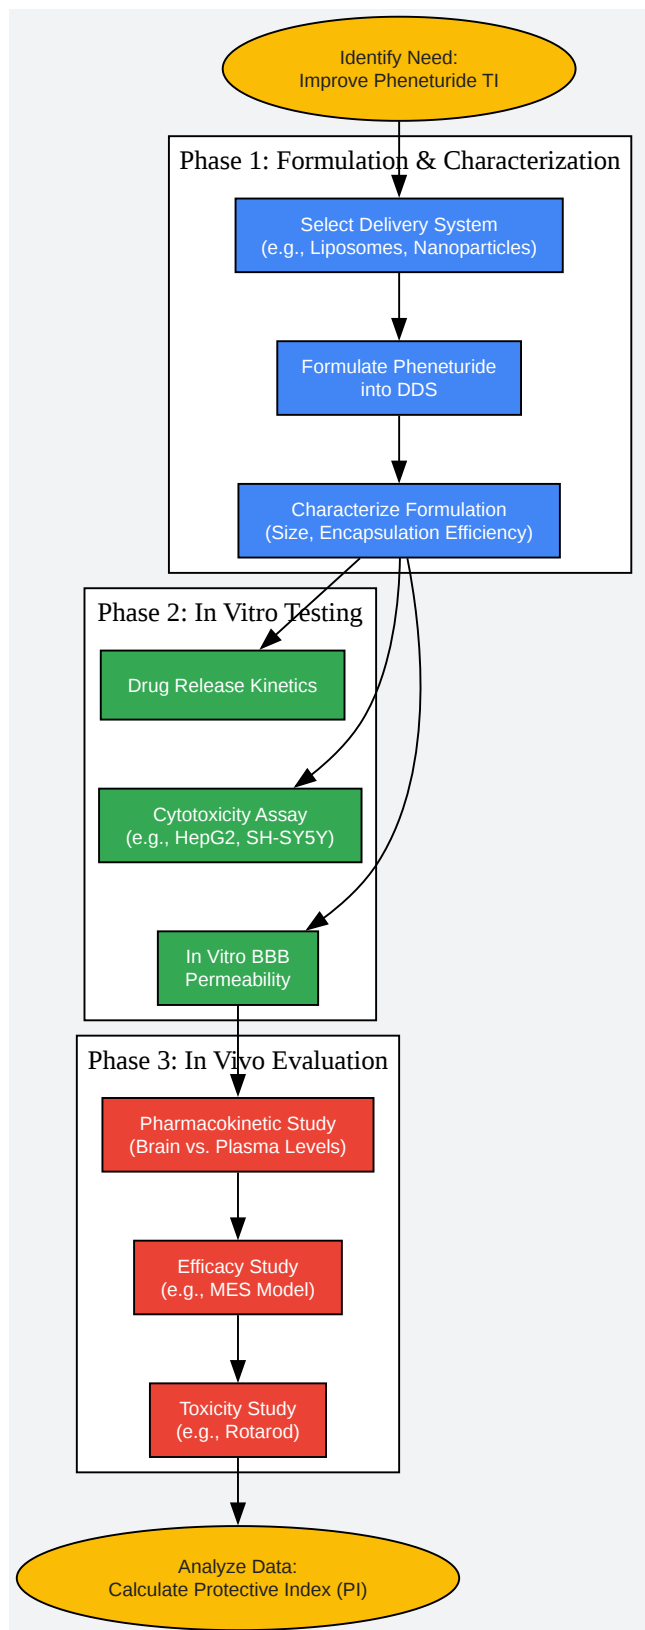 Identify Need:
Improve Pheneturide TI
Phase 1: Formulation & Characterization
Select Delivery System
(e.g., Liposomes, Nanoparticles)
Formulate Pheneturide
into DDS
Characterize Formulation
(Size, Encapsulation Efficiency)
Phase 2: In Vitro Testing
Drug Release Kinetics
Cytotoxicity Assay
(e.g., HepG2, SH-SY5Y)
In Vitro BBB
Permeability
Phase 3: In Vivo Evaluation
Pharmacokinetic Study
(Brain vs. Plasma Levels)
Efficacy Study
(e.g., MES Model)
Toxicity Study
(e.g., Rotarod)
Analyze Data:
Calculate Protective Index (PI)